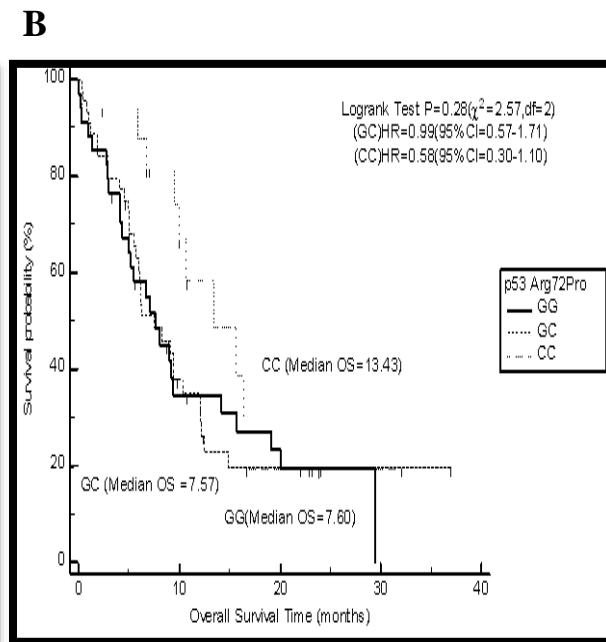 B
100
80
60
40
20
0
Survival probability (%)
Logrank Test P=0.28(χ²=2.57,df=2)
(GC)HR=0.99(95%CI=0.57-1.71)
(CC)HR=0.58(95%CI=0.30-1.10)
p53 Arg72Pro
GG
GC
CC
CC (Median OS=13.43)
GC (Median OS =7.57)
GG(Median OS=7.60)
0 10 20 30 40
Overall Survival Time (months)